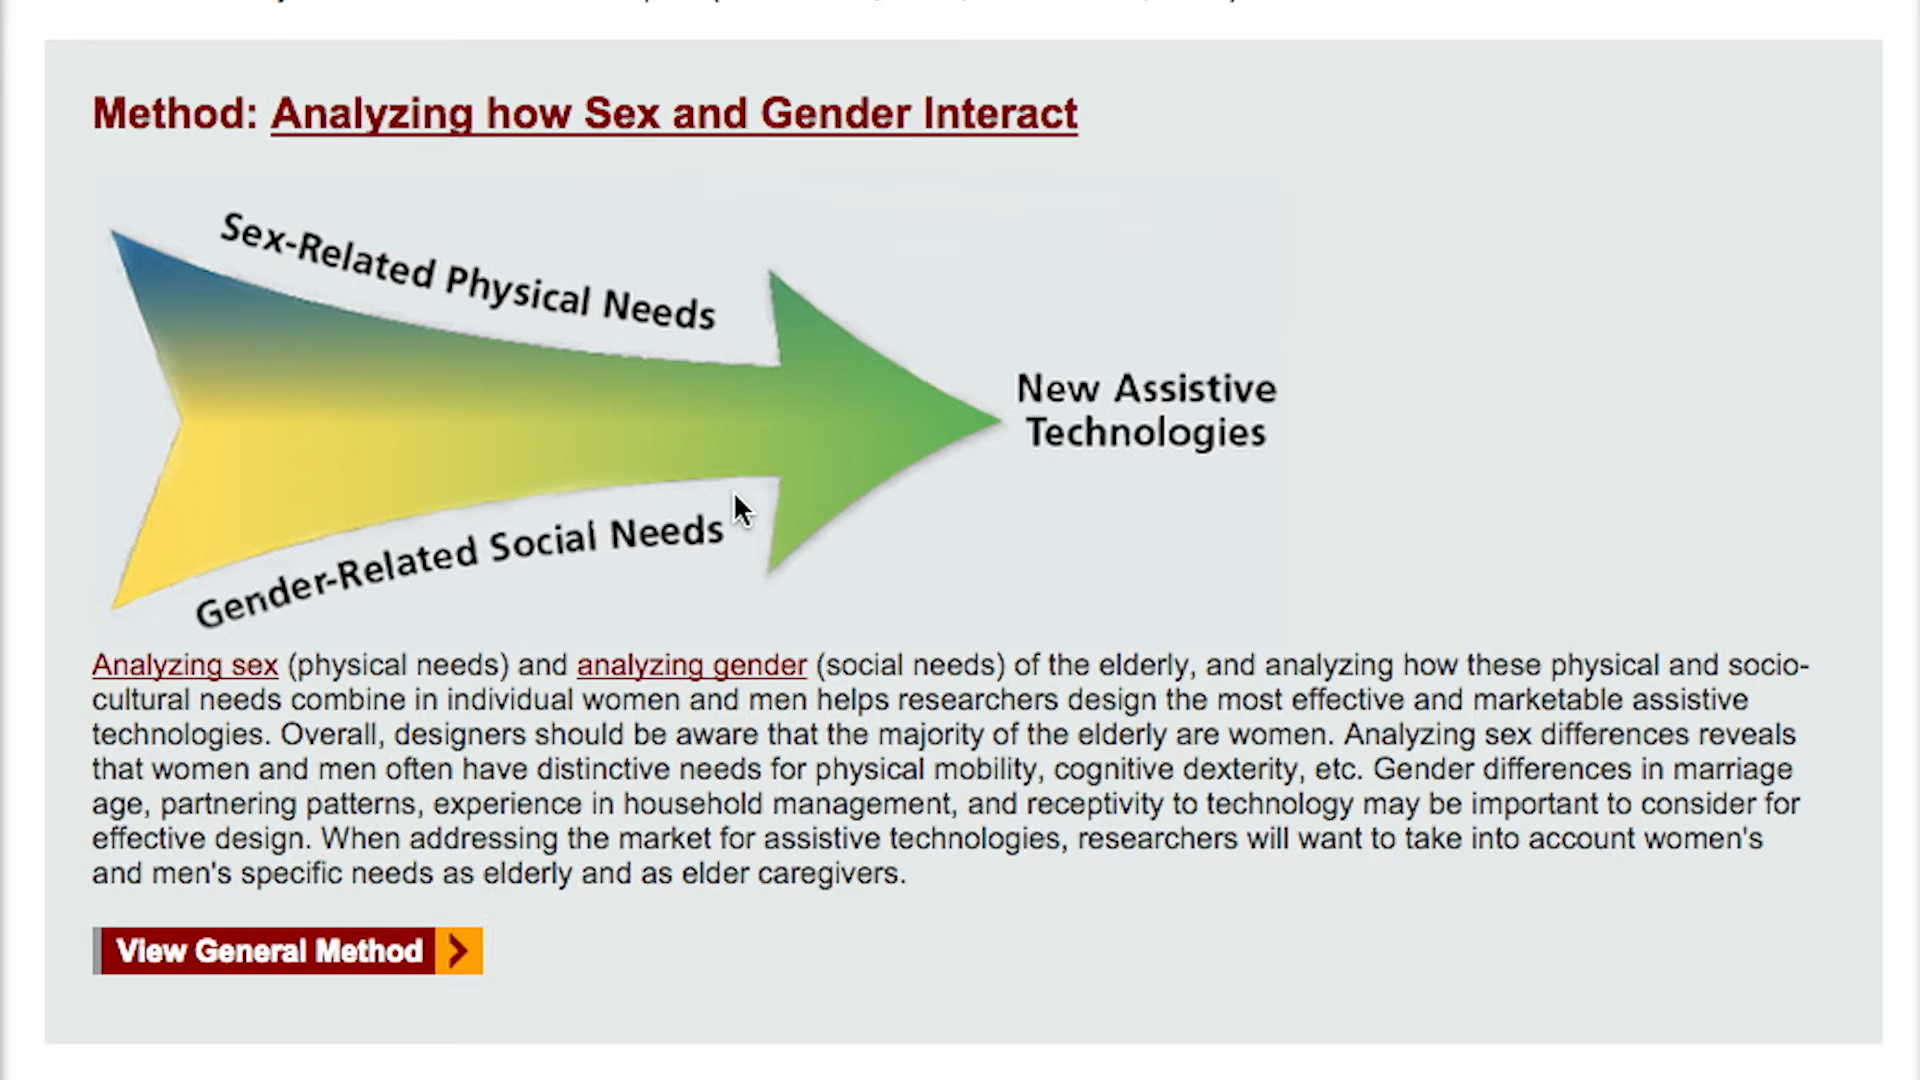 Method: Analyzing how Sex and Gender Interact
Sex-Related Physical Needs
New Assistive
Technologies
Gender-Related Social Needs
Analyzing sex (physical needs) and analyzing gender (social needs) of the elderly, and analyzing how these physical and socio-
cultural needs combine in individual women and men helps researchers design the most effective and marketable assistive
technologies. Overall, designers should be aware that the majority of the elderly are women. Analyzing sex differences reveals
that women and men often have distinctive needs for physical mobility, cognitive dexterity, etc. Gender differences in marriage
age, partnering patterns, experience in household management, and receptivity to technology may be important to consider for
effective design. When addressing the market for assistive technologies, researchers will want to take into account women's
and men's specific needs as elderly and as elder caregivers.
View General Method